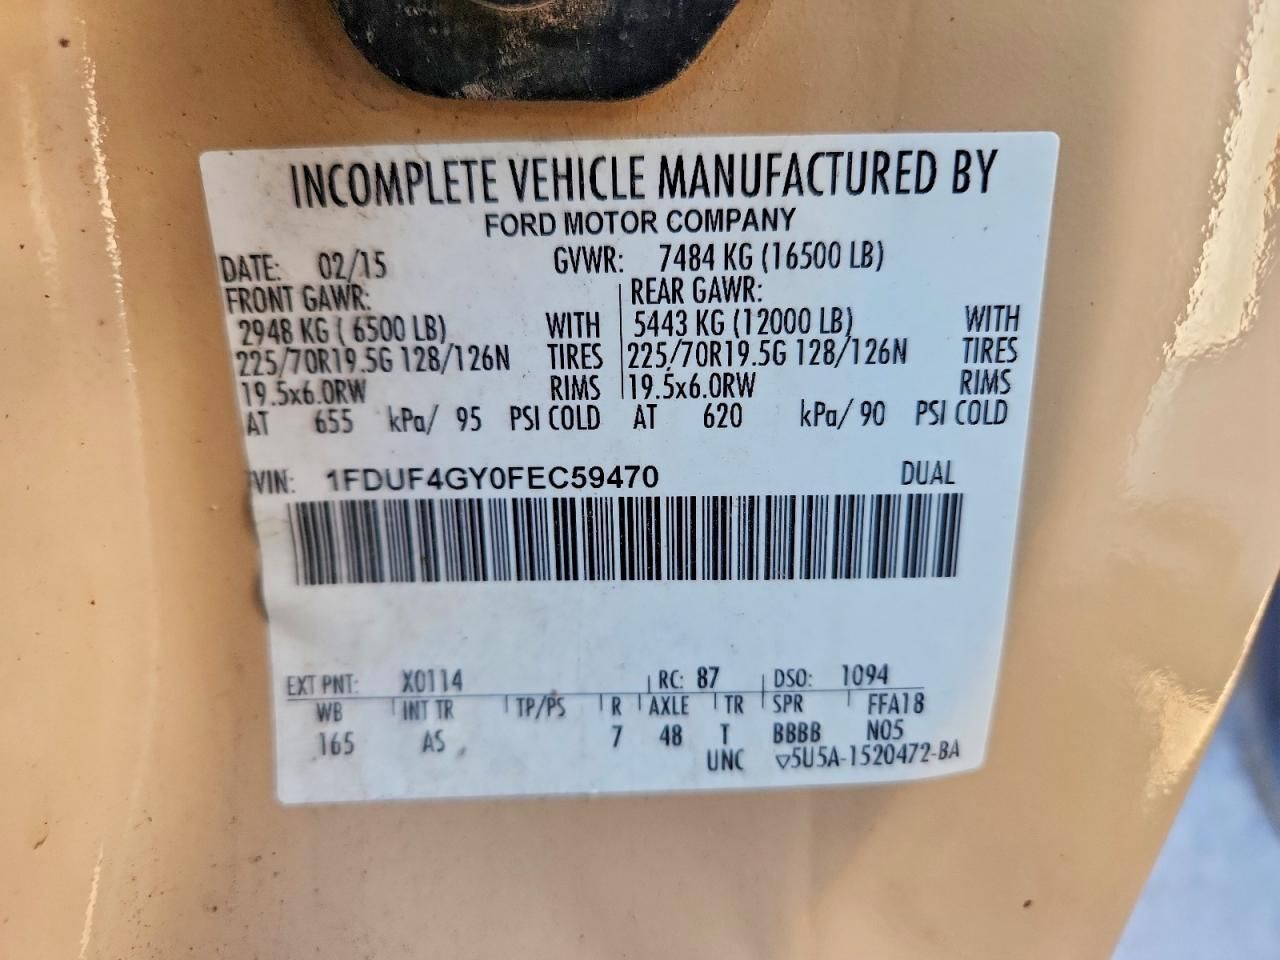 INCOMPLETE VEHICLE MANUFACTURED BY
FORD MOTOR COMPANY
DATE: 02/15 GVWR: 7484 KG (16500 LB)
FRONT GAWR: REAR GAWR:
2948 KG ( 6500 LB) WITH 5443 KG (12000 LB) WITH
225/70R19.5G 128/126N TIRES 225/70R19.5G 128/126N TIRES
19.5x6.0RW RIMS 19.5x6.0RW RIMS
AT 655 kPa/ 95 PSI COLD AT 620 kPa/ 90 PSI COLD
VIN: 1FDUF4GY0FEC59470 DUAL
EXT PNT: X0114 RC: 87 DSO: 1094
WB INT TR TP/PS R AXLE TR SPR FFA18
165 AS 7 48 T BBBB N05
UNC ▽5U5A-1520472-BA